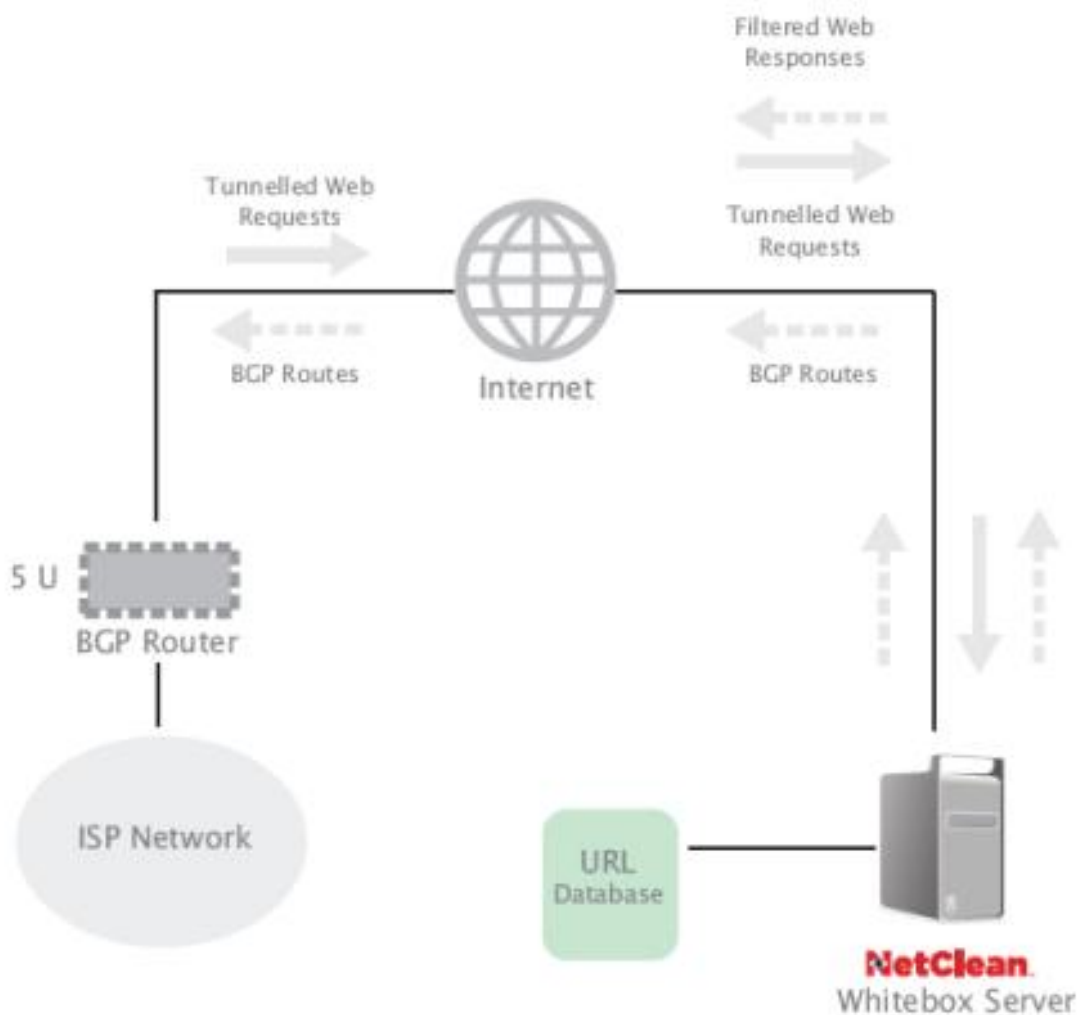 Filtered Web
Responses
Tunnelled Web
Requests
Tunnelled Web
Requests
BGP Routes
Internet
BGP Routes
5 U
BGP Router
ISP Network
URL
Database
NetClean
Whitebox Server